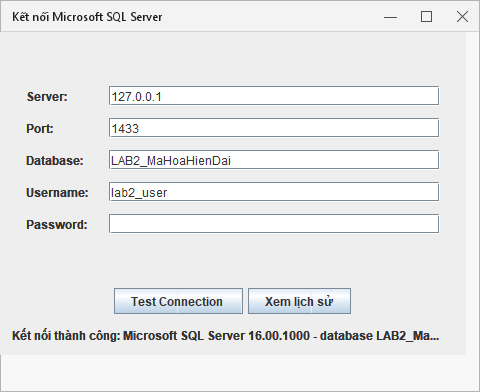 Kết nối Microsoft SQL Server
Server: 127.0.0.1
Port: 1433
Database: LAB2_MaHoaHienDai
Username: lab2_user
Password:
Test Connection Xem lịch sử
Kết nối thành công: Microsoft SQL Server 16.00.1000 - database LAB2_Ma...